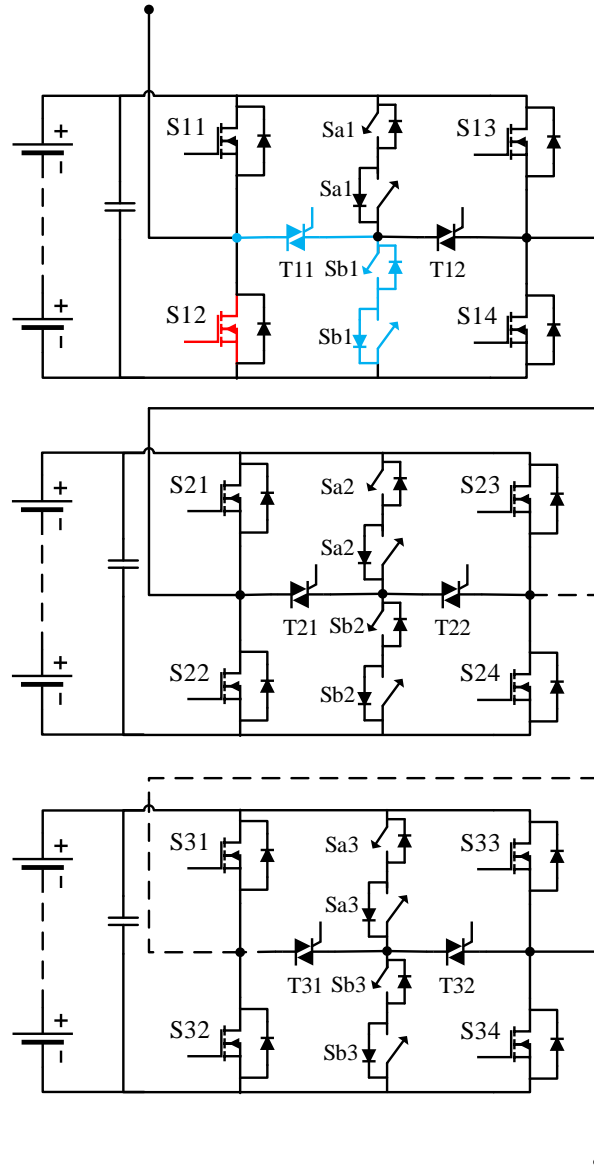 S11 Sa1 S13
Sa1
T11 Sb1 T12
S12 Sb1 S14
S21 Sa2 S23
Sa2
T21 Sb2 T22
S22 Sb2 S24
S31 Sa3 S33
Sa3
T31 Sb3 T32
S32 Sb3 S34